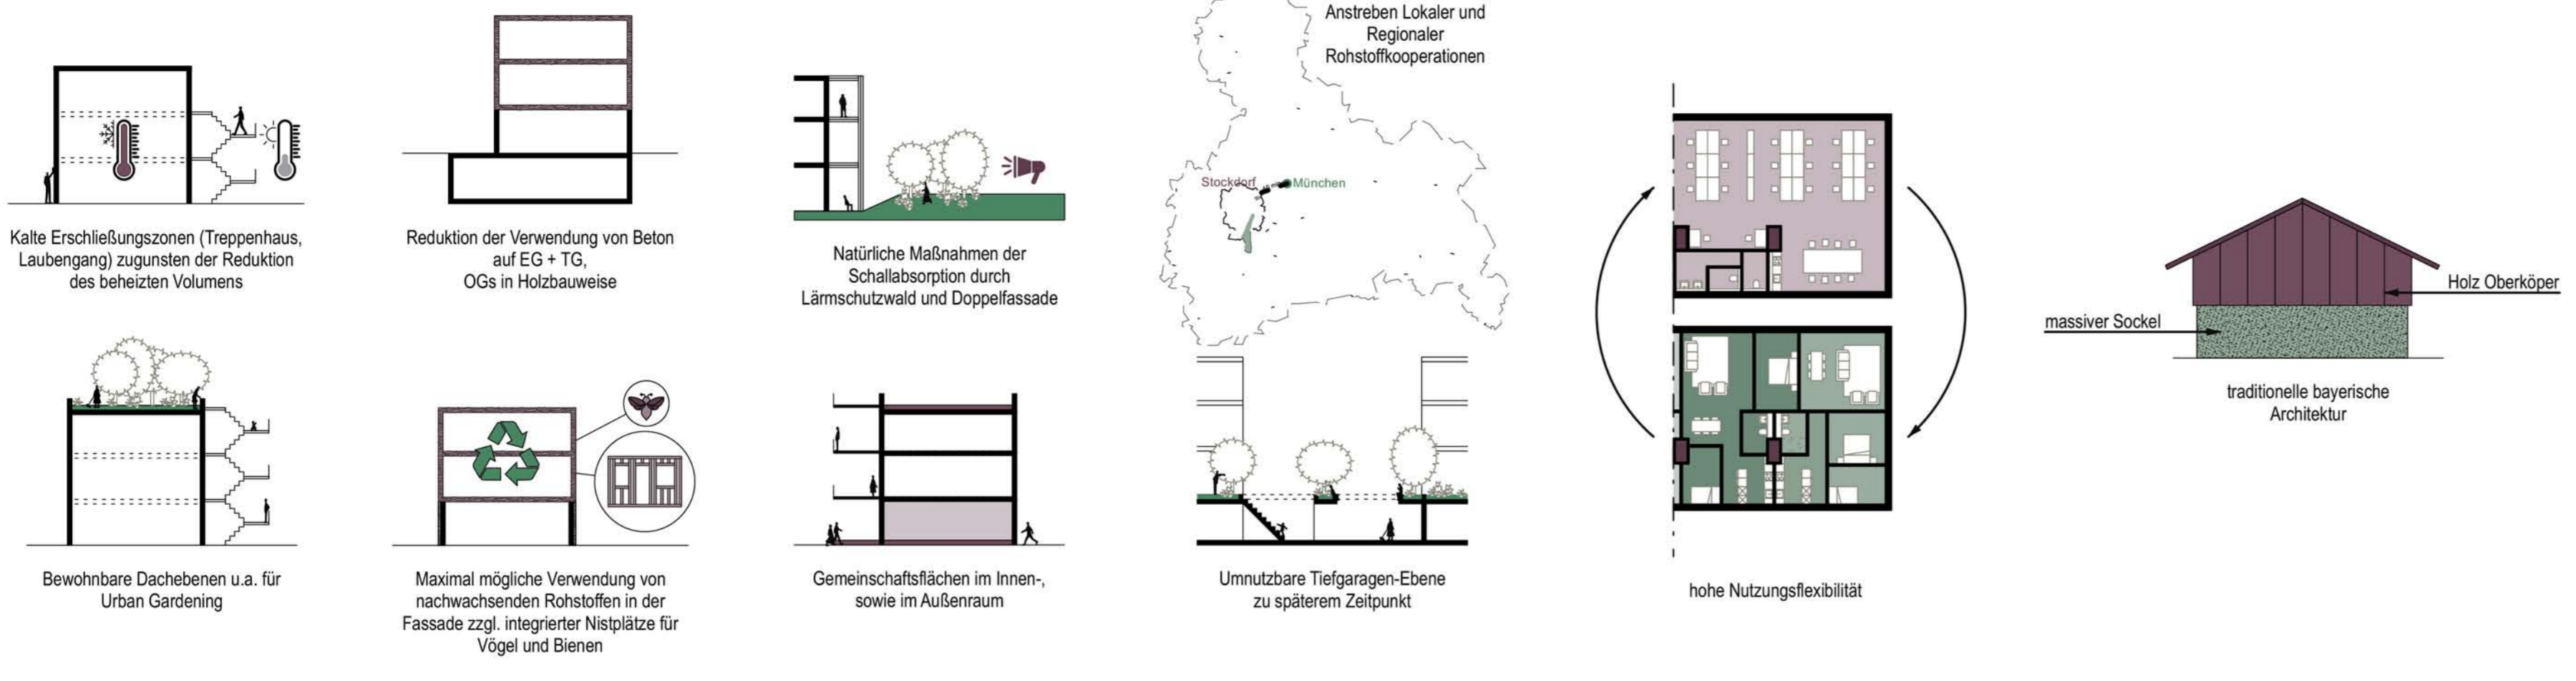 Kalte Erschließungszonen (Treppenhaus,
Laubengang) zugunsten der Reduktion
des beheizten Volumens
Reduktion der Verwendung von Beton
auf EG + TG,
OGs in Holzbauweise
Natürliche Maßnahmen der
Schallabsorption durch
Lärmschutzwald und Doppelfassade
Anstreben Lokaler und
Regionaler
Rohstoffkooperationen
Stockdorf
München
Bewohnbare Dachebenen u.a. für
Urban Gardening
Maximal mögliche Verwendung von
nachwachsenden Rohstoffen in der
Fassade zzgl. integrierter Nistplätze für
Vögel und Bienen
Gemeinschaftsflächen im Innen-,
sowie im Außenraum
Umnutzbare Tiefgaragen-Ebene
zu späterem Zeitpunkt
hohe Nutzungsflexibilität
Holz Oberköper
massiver Sockel
traditionelle bayerische
Architektur